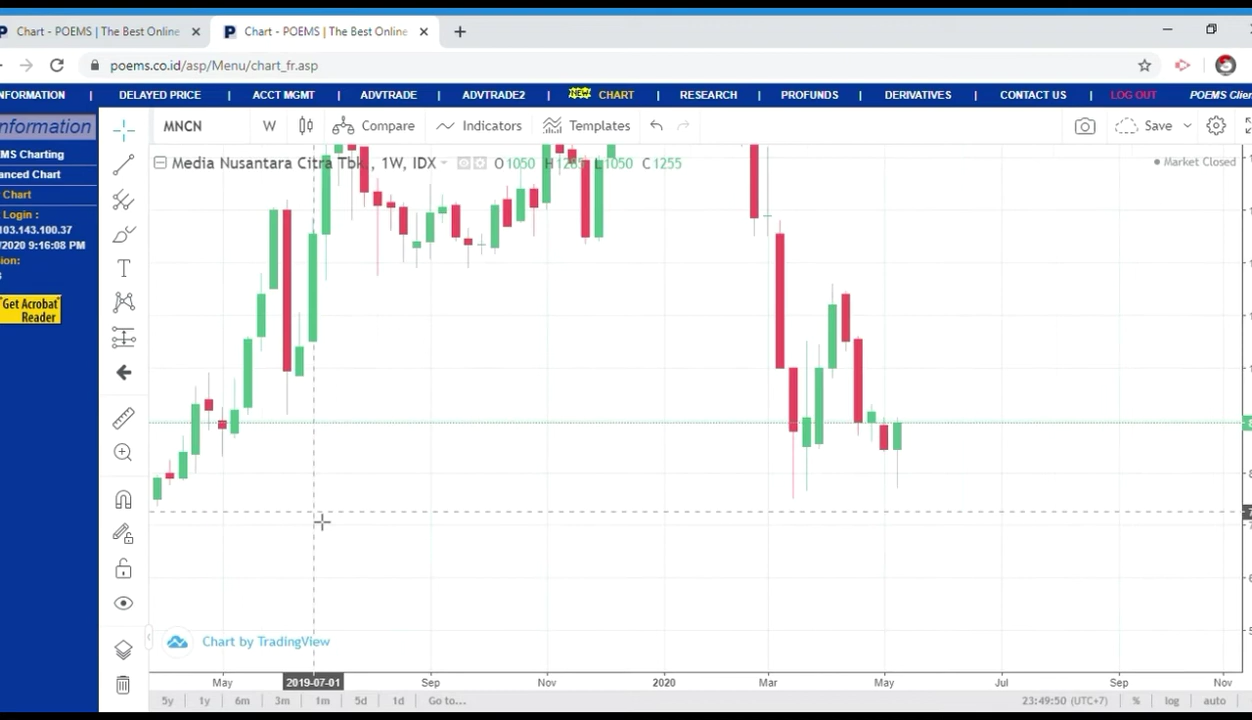 Chart - POEMS | The Best Online
Chart - POEMS | The Best Online
poems.co.id/asp/Menu/chart_fr.asp
NFORMATION | DELAYED PRICE | ACCT MGMT | ADVTRADE | ADVTRADE2 | NEW CHART | RESEARCH | PROFUNDS | DERIVATIVES | CONTACT US | LOG OUT POEMS Clien
nformation
MS Charting
anced Chart
Chart
Login :
103.143.100.37
/2020 9:16:08 PM
ion:
Get Acrobat
Reader
MNCN W Compare Indicators Templates Save
Media Nusantara Citra Tbk., 1W, IDX O1050 H1285 L1050 C1255
Market Closed
T
Chart by TradingView
May 2019-07-01 Sep Nov 2020 Mar May Jul Sep Nov
5y 1y 6m 3m 1m 5d 1d Go to... 23:49:50 (UTC+7) % log auto